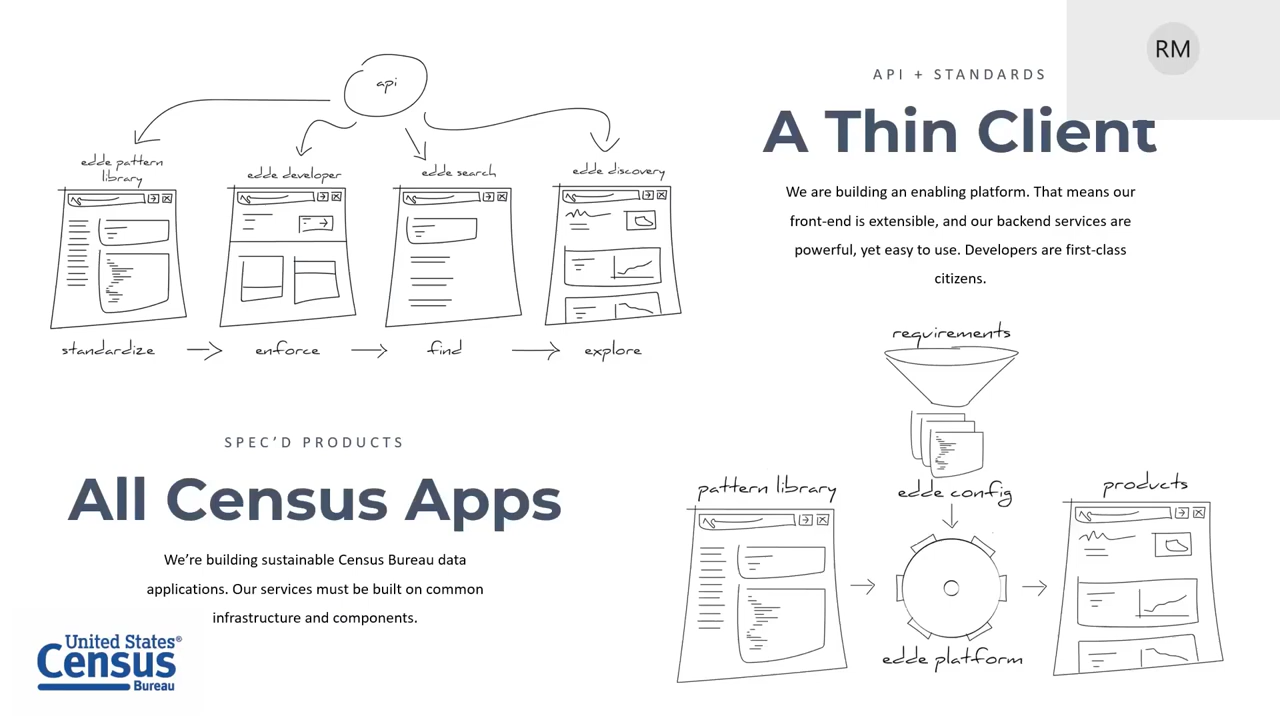 api
edde pattern
library
edde developer
edde search
edde discovery
standardize
enforce
find
explore
RM
API + STANDARDS
A Thin Client
We are building an enabling platform. That means our
front-end is extensible, and our backend services are
powerful, yet easy to use. Developers are first-class
citizens.
SPEC’D PRODUCTS
All Census Apps
We’re building sustainable Census Bureau data
applications. Our services must be built on common
infrastructure and components.
requirements
edde config
pattern library
products
edde platform
United States®
Census
Bureau